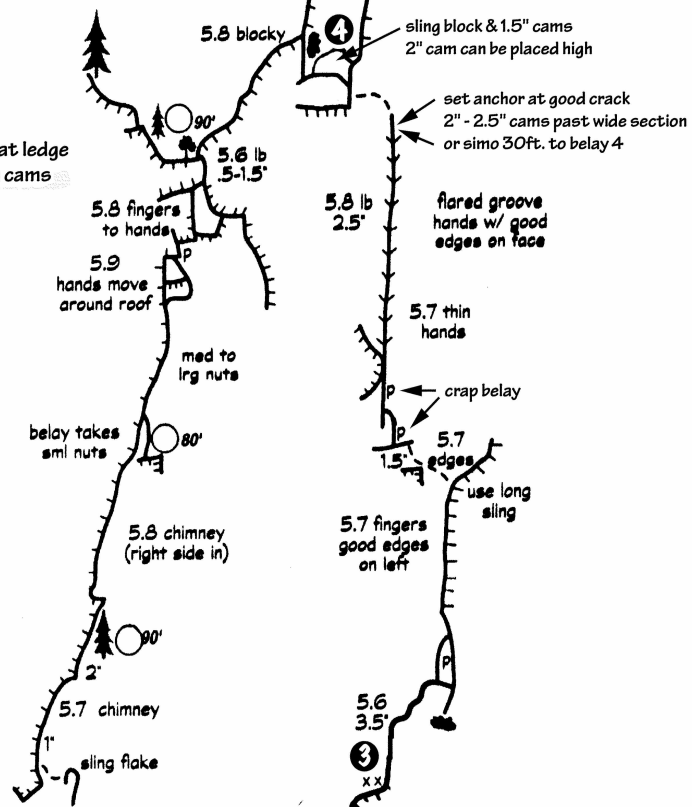 5.8 blocky
4
sling block & 1.5" cams
2" cam can be placed high
90'
set anchor at good crack
2" - 2.5" cams past wide section
or simo 30ft. to belay 4
at ledge
cams
5.6 lb
.5-1.5"
5.8 fingers
to hands
5.8 lb
2.5"
flared groove
hands w/ good
edges on face
P
5.9
hands move
around roof
5.7 thin
hands
med to
lrg nuts
P
crap belay
belay takes
sml nuts
80'
P
1.5"
5.7
edges
use long
sling
5.8 chimney
(right side in)
5.7 fingers
good edges
on left
90'
P
2"
5.7 chimney
5.6
3.5"
1"
sling flake
3
x x